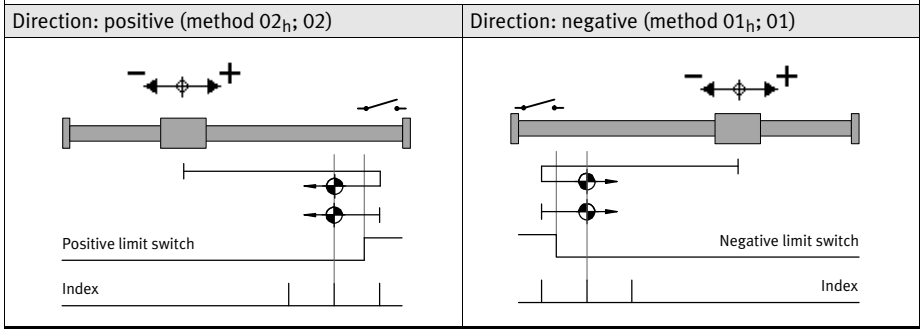 Direction: positive (method 02h; 02)
Direction: negative (method 01h; 01)
− +
− +
Positive limit switch
Negative limit switch
Index
Index